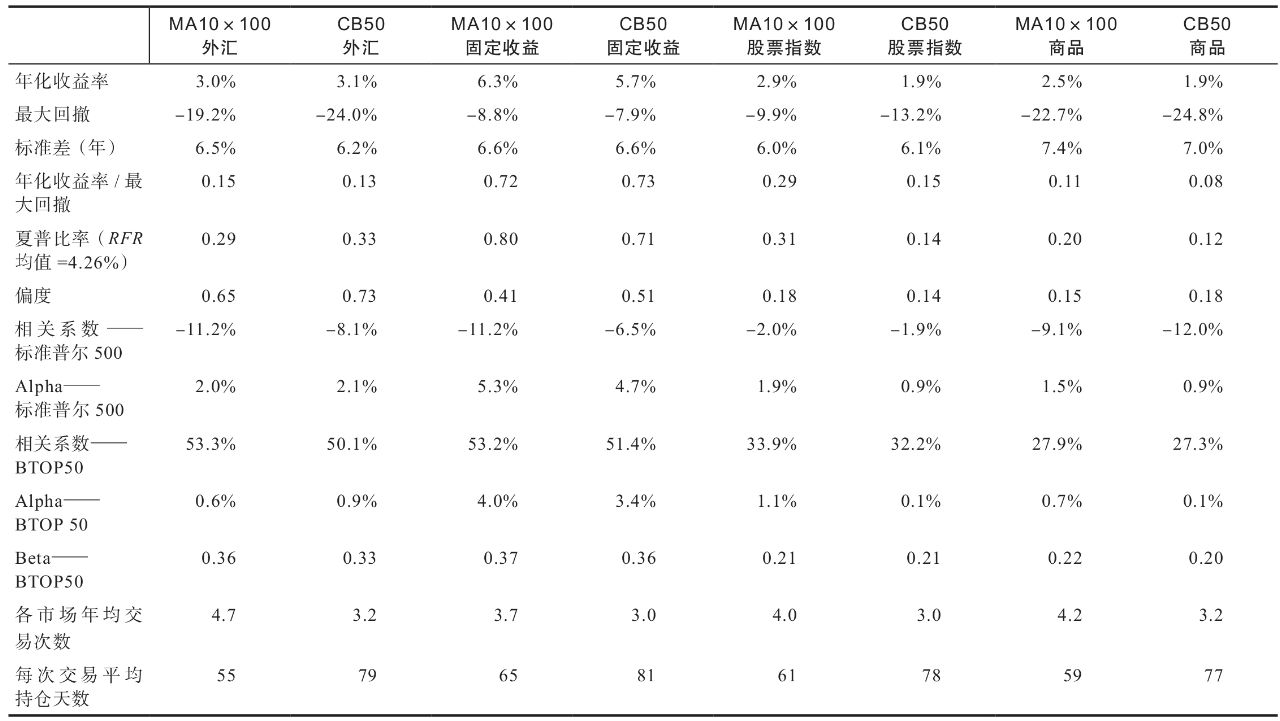 MA10×100 CB50 MA10×100 CB50 MA10×100 CB50 MA10×100 CB50
外汇 外汇 固定收益 固定收益 股票指数 股票指数 商品 商品
年化收益率 3.0% 3.1% 6.3% 5.7% 2.9% 1.9% 2.5% 1.9%
最大回撤 −19.2% −24.0% −8.8% −7.9% −9.9% −13.2% −22.7% −24.8%
标准差（年） 6.5% 6.2% 6.6% 6.6% 6.0% 6.1% 7.4% 7.0%
年化收益率 / 最 0.15 0.13 0.72 0.73 0.29 0.15 0.11 0.08
大回撤
夏普比率（RFR 0.29 0.33 0.80 0.71 0.31 0.14 0.20 0.12
均值 =4.26%）
偏度 0.65 0.73 0.41 0.51 0.18 0.14 0.15 0.18
相关系数 —— −11.2% −8.1% −11.2% −6.5% −2.0% −1.9% −9.1% −12.0%
标准普尔 500
Alpha—— 2.0% 2.1% 5.3% 4.7% 1.9% 0.9% 1.5% 0.9%
标准普尔 500
相关系数—— 53.3% 50.1% 53.2% 51.4% 33.9% 32.2% 27.9% 27.3%
BTOP50
Alpha—— 0.6% 0.9% 4.0% 3.4% 1.1% 0.1% 0.7% 0.1%
BTOP 50
Beta—— 0.36 0.33 0.37 0.36 0.21 0.21 0.22 0.20
BTOP50
各市场年均交 4.7 3.2 3.7 3.0 4.0 3.0 4.2 3.2
易次数
每次交易平均 55 79 65 81 61 78 59 77
持仓天数